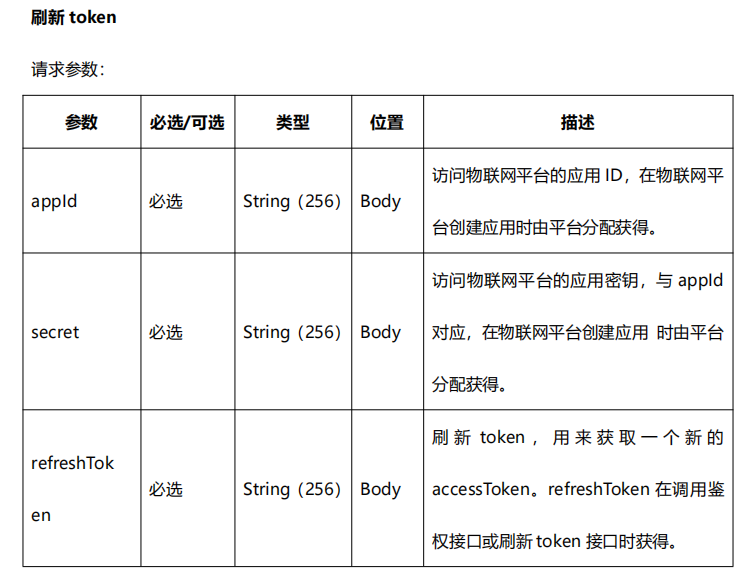 刷新 token
请求参数：
参数 必选/可选 类型 位置 描述
appId 必选 String（256） Body 访问物联网平台的应用 ID，在物联网平
台创建应用时由平台分配获得。
secret 必选 String（256） Body 访问物联网平台的应用密钥，与 appId
对应，在物联网平台创建应用 时由平台
分配获得。
refreshTok
en 必选 String（256） Body 刷新 token，用来获取一个新的
accessToken。refreshToken 在调用鉴
权接口或刷新 token 接口时获得。